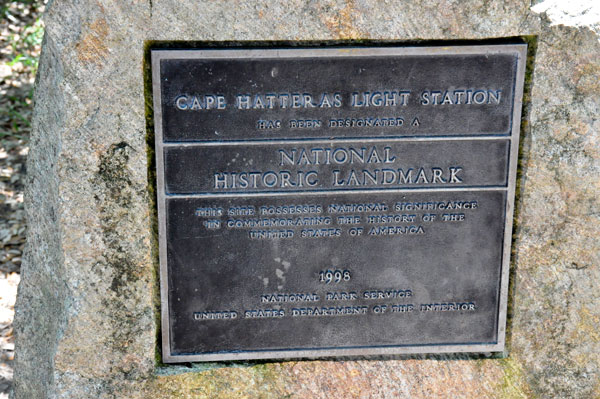 CAPE HATTERAS LIGHT STATION
HAS BEEN DESIGNATED A
NATIONAL
HISTORIC LANDMARK
THIS SIDE POSSESSES NATIONAL SIGNIFICANCE
IN COMMEMORATING THE HISTORY OF THE
UNITED STATES OF AMERICA
1998
NATIONAL PARK SERVICE
UNITED STATES DEPARTMENT OF THE INTERIOR